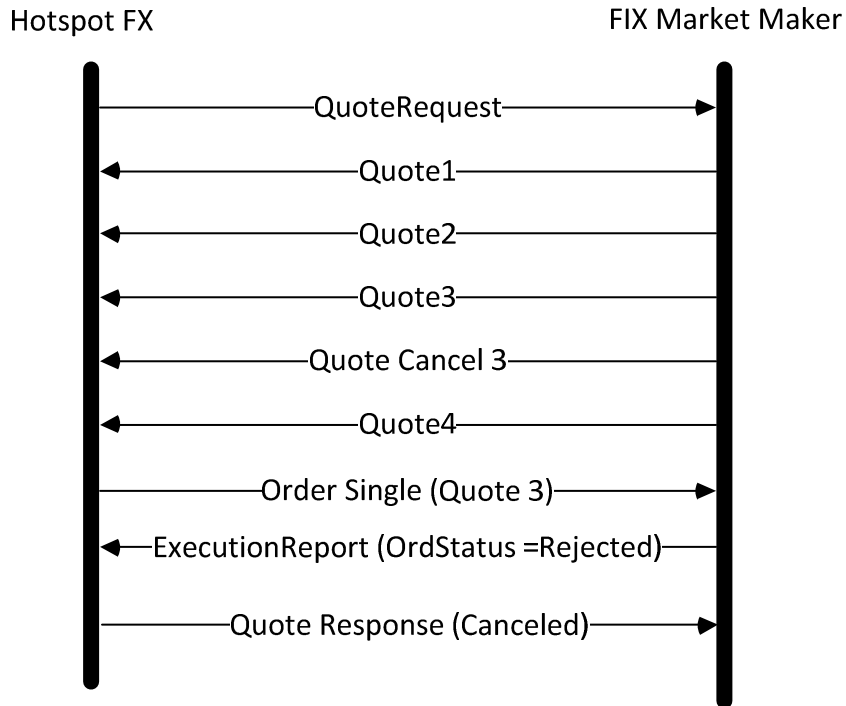 Hotspot FX
FIX Market Maker
QuoteRequest
Quote1
Quote2
Quote3
Quote Cancel 3
Quote4
Order Single (Quote 3)
ExecutionReport (OrdStatus =Rejected)
Quote Response (Canceled)